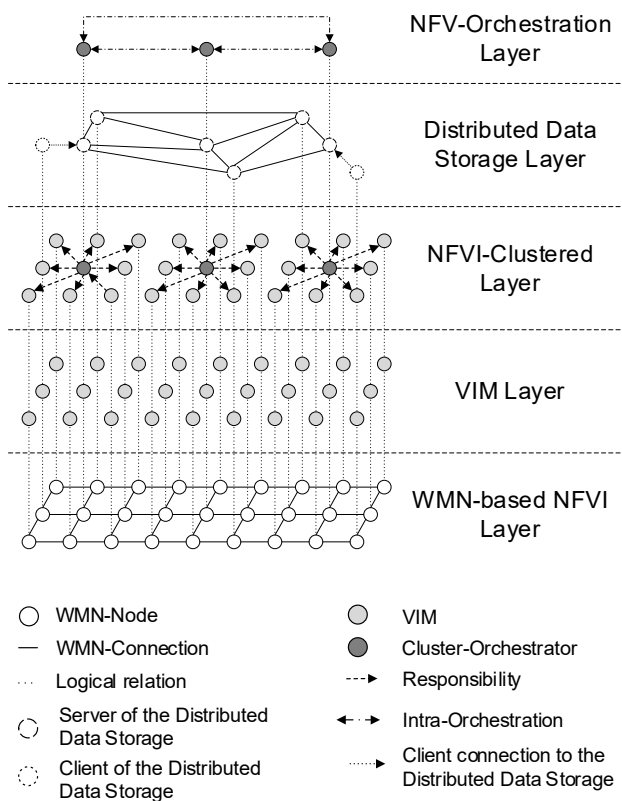 NFV-Orchestration
Layer
Distributed Data
Storage Layer
NFVI-Clustered
Layer
VIM Layer
WMN-based NFVI
Layer
WMN-Node
WMN-Connection
Logical relation
Server of the Distributed
Data Storage
Client of the Distributed
Data Storage
VIM
Cluster-Orchestrator
Responsibility
Intra-Orchestration
Client connection to the
Distributed Data Storage